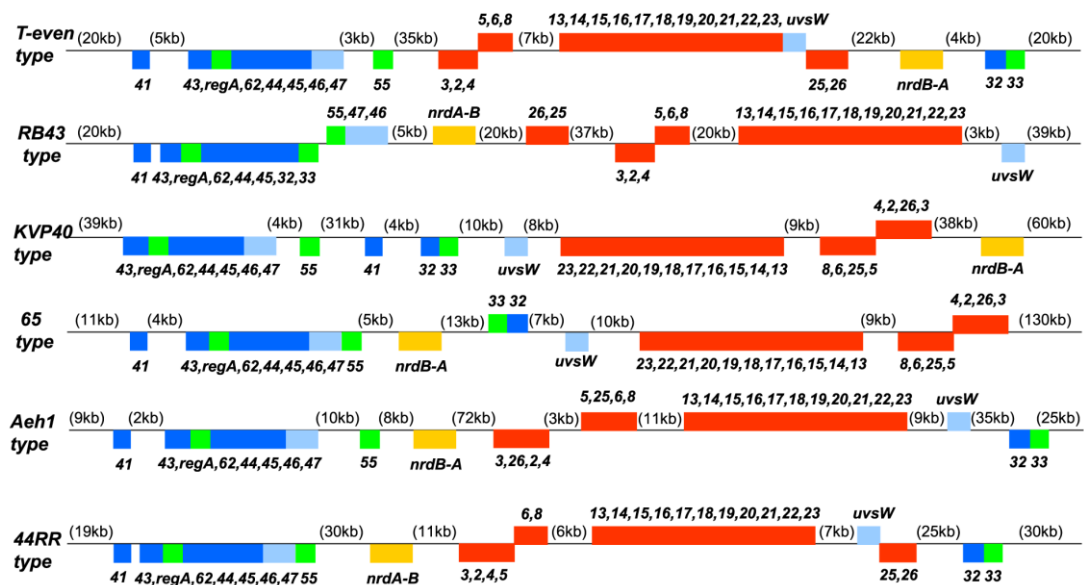 5,6,8 13,14,15,16,17,18,19,20,21,22,23, uvsW
T-even type (20kb) (5kb) (3kb) (35kb) (7kb) (22kb) (4kb) (20kb)
41 43,regA,62,44,45,46,47 55 3,2,4 25,26 nrdB-A 32 33
55,47,46 nrdA-B 26,25 5,6,8 13,14,15,16,17,18,19,20,21,22,23
RB43 type (20kb) (5kb) (20kb) (37kb) (20kb) (3kb) (39kb)
41 43,regA,62,44,45,32,33 3,2,4 uvsW
4,2,26,3
KVP40 type (39kb) (4kb) (31kb) (4kb) (10kb) (8kb) (9kb) (38kb) (60kb)
43,regA,62,44,45,46,47 55 41 32 33 uvsW 23,22,21,20,19,18,17,16,15,14,13 8,6,25,5 nrdB-A
33 32 4,2,26,3
65 type (11kb) (4kb) (5kb) (13kb) (7kb) (10kb) (9kb) (130kb)
41 43,regA,62,44,45,46,47 55 nrdB-A uvsW 23,22,21,20,19,18,17,16,15,14,13 8,6,25,5
5,25,6,8 13,14,15,16,17,18,19,20,21,22,23 uvsW
Aeh1 type (9kb) (2kb) (10kb) (8kb) (72kb) (3kb) (11kb) (9kb) (35kb) (25kb)
41 43,regA,62,44,45,46,47 55 nrdB-A 3,26,2,4 32 33
6,8 13,14,15,16,17,18,19,20,21,22,23 uvsW
44RR type (19kb) (30kb) (11kb) (6kb) (7kb) (25kb) (30kb)
41 43,regA,62,44,45,46,47 55 nrdA-B 3,2,4,5 25,26 32 33